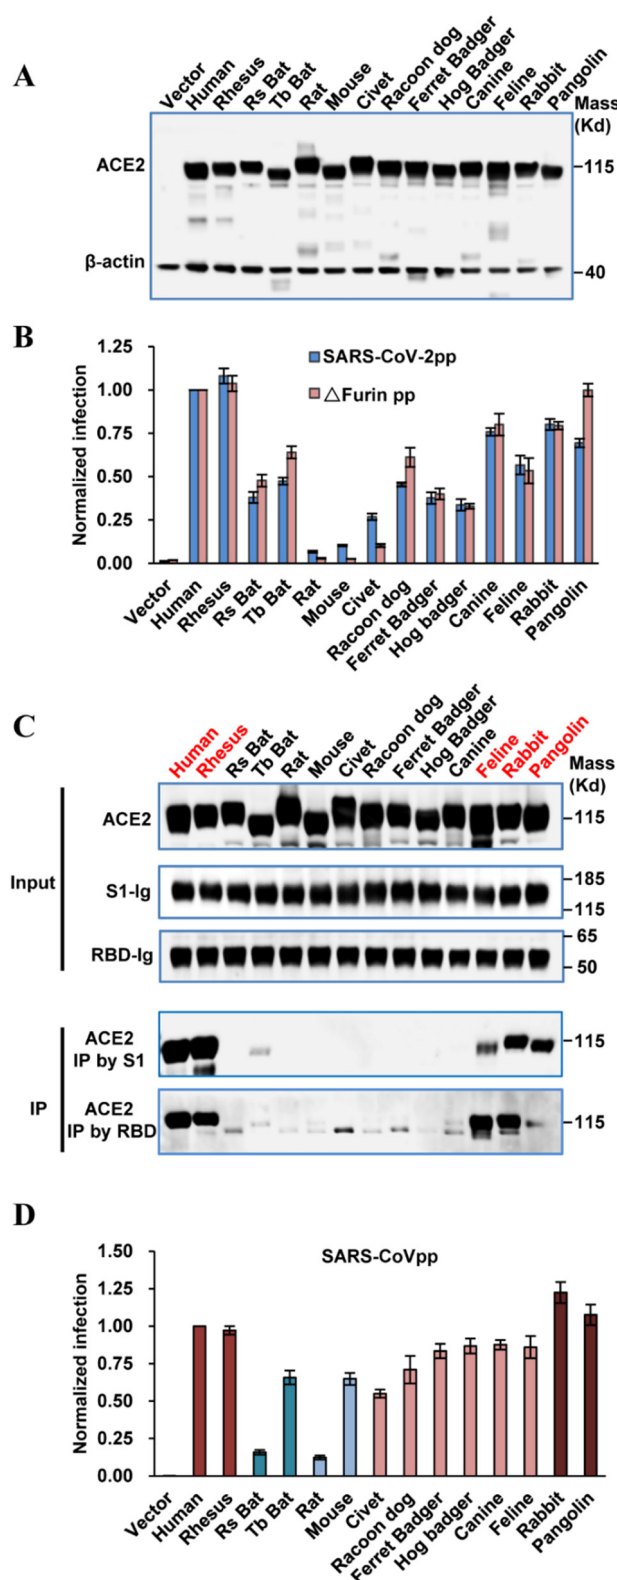 A
Vector
Human
Rhesus
Rs Bat
Tb Bat
Rat
Mouse
Civet
Racoon dog
Ferret Badger
Hog Badger
Canine
Feline
Rabbit
Pangolin
Mass
(Kd)
ACE2
115
β-actin
40
B
Normalized infection
1.25
1.00
0.75
0.50
0.25
0.00
SARS-CoV-2pp
△Furin pp
Vector
Human
Rhesus
Rs Bat
Tb Bat
Rat
Mouse
Civet
Racoon dog
Ferret Badger
Hog badger
Canine
Feline
Rabbit
Pangolin
C
Human
Rhesus
Rs Bat
Tb Bat
Rat
Mouse
Civet
Racoon dog
Ferret Badger
Hog Badger
Canine
Feline
Rabbit
Pangolin
Mass
(Kd)
Input
ACE2
115
S1-Ig
185
115
RBD-Ig
65
50
IP
ACE2
IP by S1
115
ACE2
IP by RBD
115
D
SARS-CoVpp
Normalized infection
1.50
1.25
1.00
0.75
0.50
0.25
0.00
Vector
Human
Rhesus
Rs Bat
Tb Bat
Rat
Mouse
Civet
Racoon dog
Ferret Badger
Hog badger
Canine
Feline
Rabbit
Pangolin